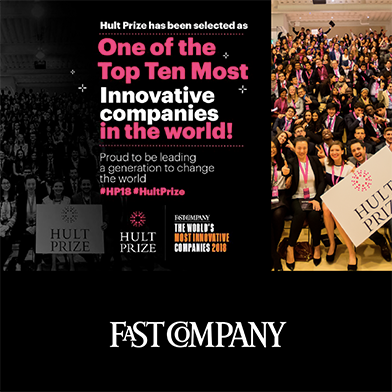 Hult Prize has been selected as
One of the
Top Ten Most
Innovative
companies
in the world!
Proud to be leading
a generation to change
the world
#HP18 #HultPrize
HULT
PRIZE
HULT
PRIZE
FAST COMPANY
THE WORLD'S
MOST INNOVATIVE
COMPANIES 2018
HULT
PRIZE
FAST COMPANY